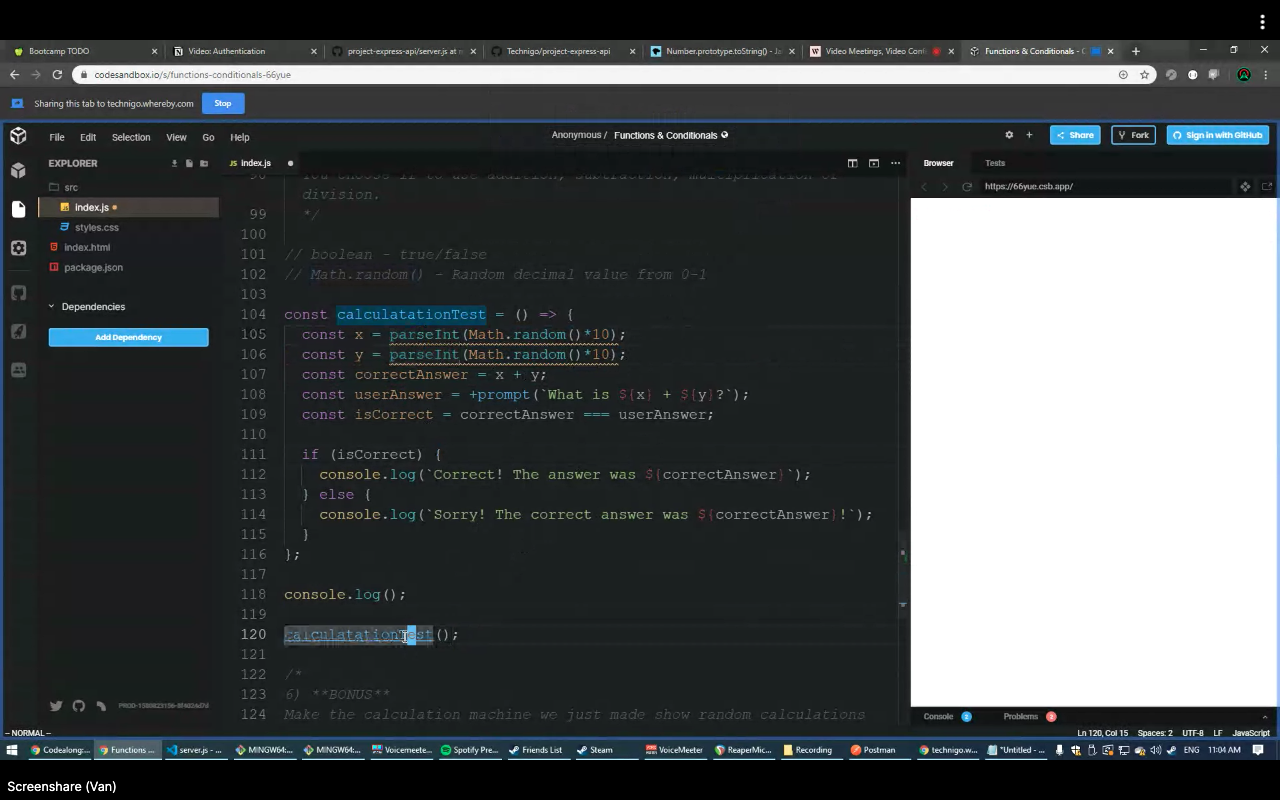 Bootcamp TODO
Video: Authentication
project-express-api/server.js at m
Technigo/project-express-api
Number.prototype.toString() - Ja
Video Meetings, Video Con
Functions & Conditionals - C
codesandbox.io/s/functions-conditionals-66yue
Sharing this tab to technigo.whereby.com
Stop
File Edit Selection View Go Help
Anonymous / Functions & Conditionals
Share
Fork
Sign in with GitHub
EXPLORER
index.js
Browser
Tests
src
index.js
styles.css
index.html
package.json
Dependencies
Add Dependency
https://66yue.csb.app/
98 You choose if to use addition, subtraction, multiplication or
division.
99 */
100
101 // boolean - true/false
102 // Math.random() - Random decimal value from 0-1
103
104 const calculatationTest = () => {
105 const x = parseInt(Math.random()*10);
106 const y = parseInt(Math.random()*10);
107 const correctAnswer = x + y;
108 const userAnswer = +prompt(`What is ${x} + ${y}?`);
109 const isCorrect = correctAnswer === userAnswer;
110
111 if (isCorrect) {
112 console.log(`Correct! The answer was ${correctAnswer}`);
113 } else {
114 console.log(`Sorry! The correct answer was ${correctAnswer}!`);
115 }
116 };
117
118 console.log();
119
120 calculatationTest();
121
122 /*
123 6) **BONUS**
124 Make the calculation machine we just made show random calculations
Console 2
Problems 2
--NORMAL--
Ln 120, Col 15 Spaces: 2 UTF-8 LF JavaScript
Codealong:...
Functions ...
server.js - ...
MINGW64:...
MINGW64:...
Voicemeete...
Spotify Pre...
Friends List
Steam
VoiceMeeter
ReaperMic...
Recording
Postman
technigo.w...
*Untitled - ...
ENG 11:04 AM
Screenshare (Van)